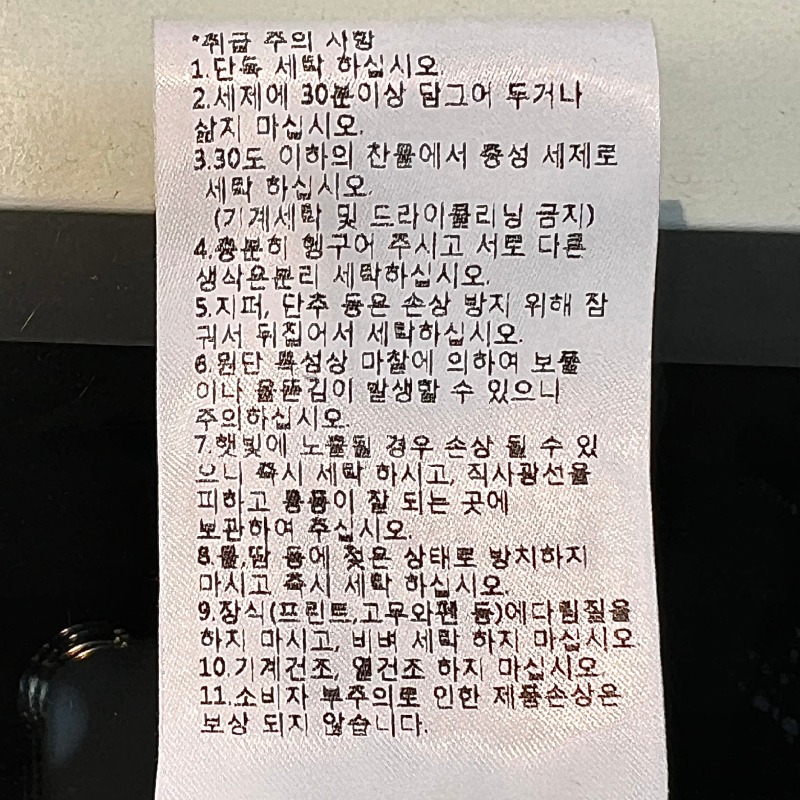 *취급 주의 사항
1.단독 세탁 하십시오.
2.세제에 30분이상 담그어 두거나
삶지 마십시오.
3.30도 이하의 찬물에서 중성 세제로
세탁 하십시오.
(기계세탁 및 드라이클리닝 금지)
4.충분히 헹구어 주시고 서로 다른
생삭은분리 세탁하십시오.
5.지퍼, 단추 등은 손상 방지 위해 잠
궈서 뒤집어서 세탁하십시오.
6.원단 특성상 마찰에 의하여 보풀
이나 올뜯김이 발생할 수 있으니
주의하십시오.
7.햇빛에 노출될 경우 손상 될 수 있
으니 즉시 세탁 하시고, 직사광선을
피하고 통풍이 잘 되는 곳에
보관하여 주십시오.
8.물,땀 등에 젖은 상태로 방치하지
마시고 즉시 세탁 하십시오.
9.장식(프린트,고무와펜 등)에다림질을
하지 마시고, 비벼 세탁 하지 마십시오
10.기계건조, 열건조 하지 마십시오.
11.소비자 부주의로 인한 제품손상은
보상 되지 않습니다.